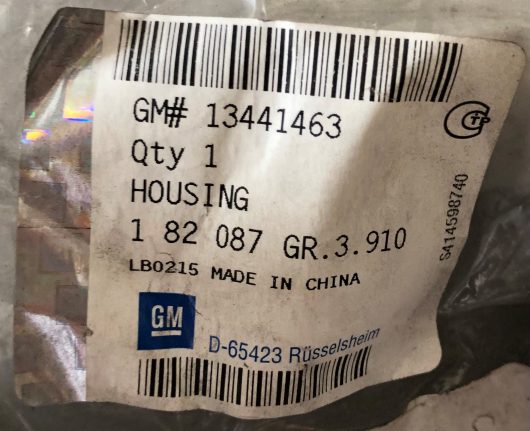 GM# 13441463
Qty 1
HOUSING
1 82 087 GR.3.910
LB0215 MADE IN CHINA
GM
D-65423 Rüsselsheim
S414598740